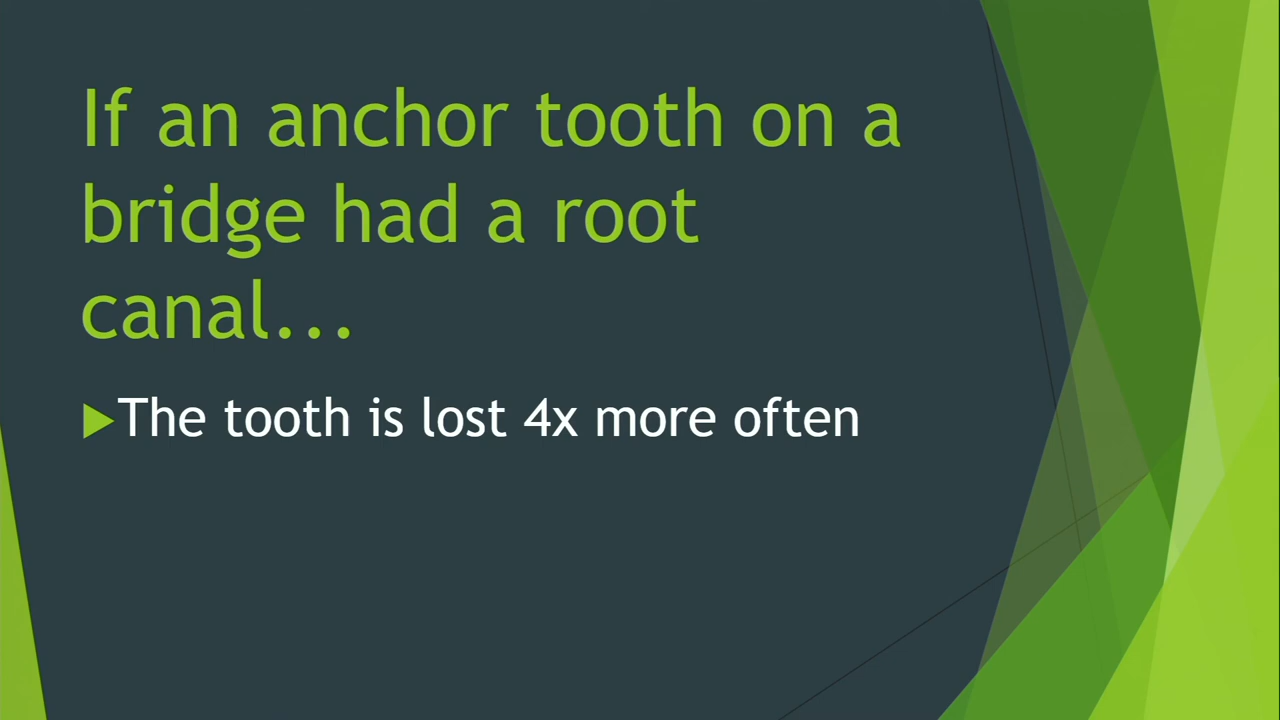 If an anchor tooth on a
bridge had a root
canal...
The tooth is lost 4x more often